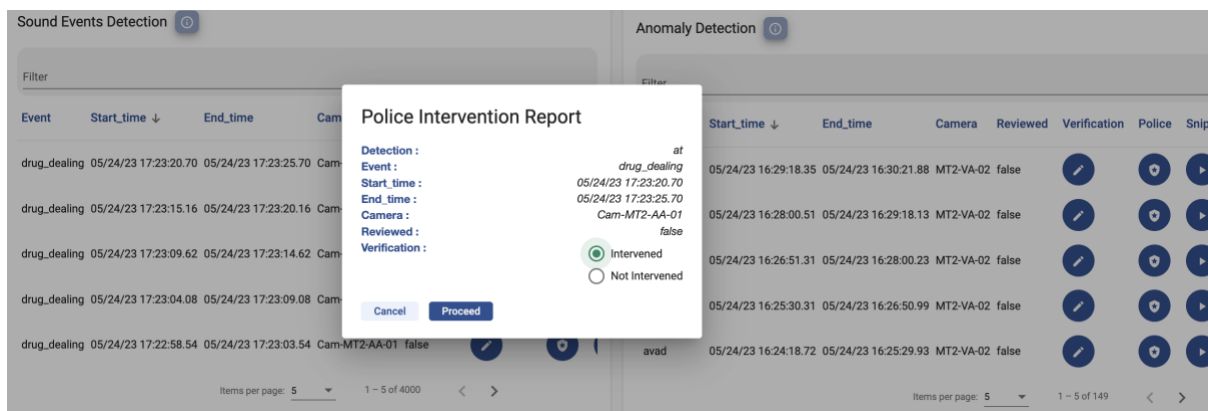 Sound Events Detection
Filter
Event Start_time ↓ End_time Cam
drug_dealing 05/24/23 17:23:20.70 05/24/23 17:23:25.70 Cam-
drug_dealing 05/24/23 17:23:15.16 05/24/23 17:23:20.16 Cam-
drug_dealing 05/24/23 17:23:09.62 05/24/23 17:23:14.62 Cam-
drug_dealing 05/24/23 17:23:04.08 05/24/23 17:23:09.08 Cam-
drug_dealing 05/24/23 17:22:58.54 05/24/23 17:23:03.54 Cam-MT2-AA-01 false
Items per page: 5 1 – 5 of 4000
Police Intervention Report
Detection : at
Event : drug_dealing
Start_time : 05/24/23 17:23:20.70
End_time : 05/24/23 17:23:25.70
Camera : Cam-MT2-AA-01
Reviewed : false
Verification : Intervened
Not Intervened
Cancel Proceed
Anomaly Detection
Filter
Start_time ↓ End_time Camera Reviewed Verification Police Snip
05/24/23 16:29:18.35 05/24/23 16:30:21.88 MT2-VA-02 false
05/24/23 16:28:00.51 05/24/23 16:29:18.13 MT2-VA-02 false
05/24/23 16:26:51.31 05/24/23 16:28:00.23 MT2-VA-02 false
05/24/23 16:25:30.31 05/24/23 16:26:50.99 MT2-VA-02 false
avad 05/24/23 16:24:18.72 05/24/23 16:25:29.93 MT2-VA-02 false
Items per page: 5 1 – 5 of 149